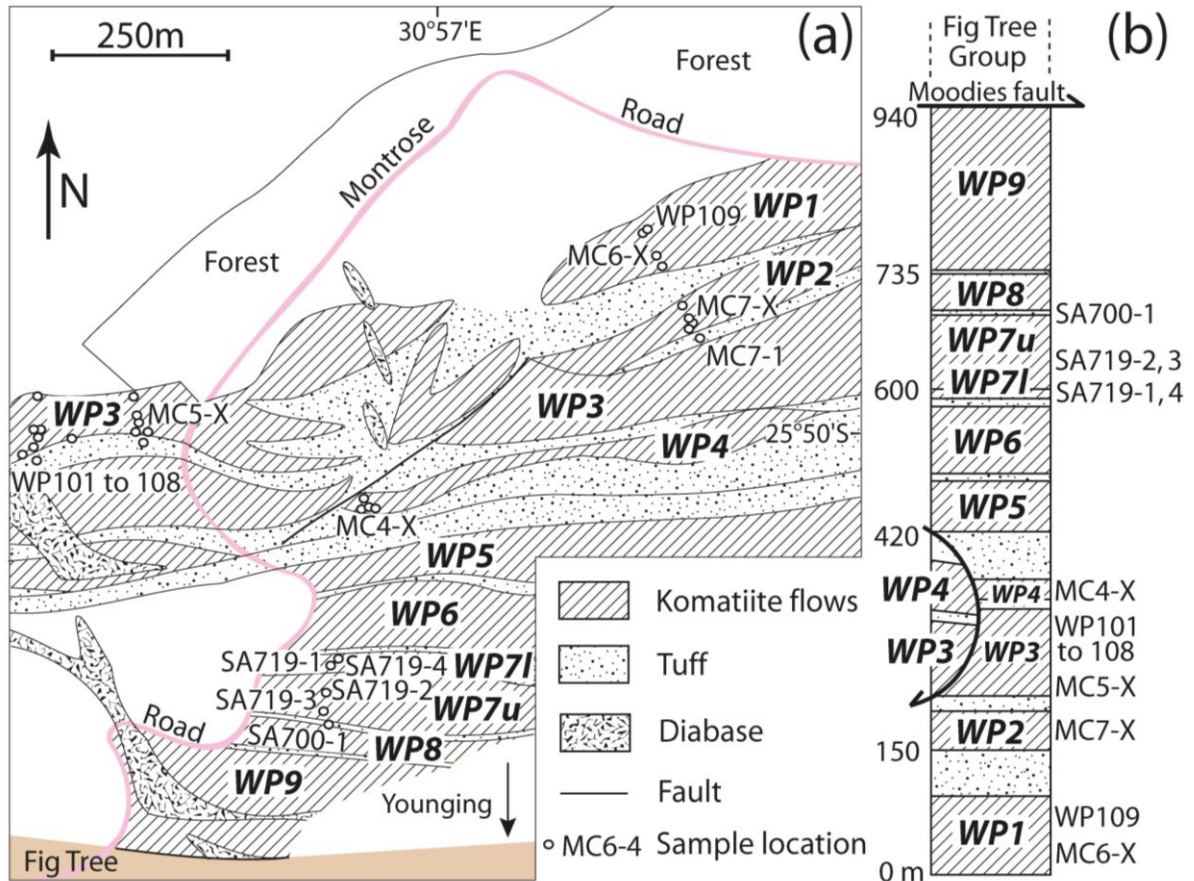 (a)
250m
30°57'E
Forest
Road
Montrose
N
Forest
WP109
WP1
MC6-X
WP2
MC7-X
MC7-1
WP3
MC5-X
WP3
WP4
25°50'S
WP101 to 108
MC4-X
WP5
WP6
SA719-1
SA719-4
WP7l
SA719-3
SA719-2
WP7u
Road
SA700-1
WP8
WP9
Younging
Fig Tree
Komatiite flows
Tuff
Diabase
Fault
MC6-4 Sample location
(b)
Fig Tree
Group
Moodies fault
940
WP9
735
WP8
SA700-1
WP7u
SA719-2, 3
WP7l
600
SA719-1, 4
WP6
WP5
420
WP4
WP4
MC4-X
WP101
to 108
WP3
WP3
MC5-X
WP2
MC7-X
150
WP109
WP1
MC6-X
0 m